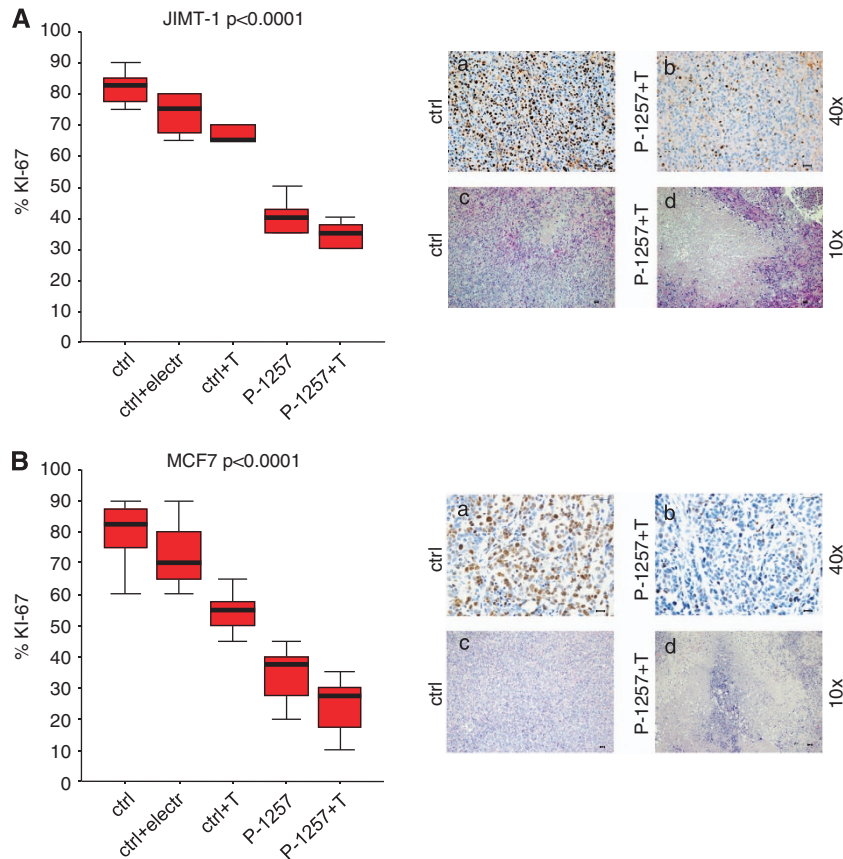 A
JIMT-1 p<0.0001
100
90
80
70
60
50
40
30
20
10
0
% KI-67
ctrl
ctrl+electr
ctrl+T
P-1257
P-1257+T
ctrl
a
P-1257+T
b
40x
ctrl
c
P-1257+T
d
10x
B
MCF7 p<0.0001
100
90
80
70
60
50
40
30
20
10
0
% KI-67
ctrl
ctrl+electr
ctrl+T
P-1257
P-1257+T
ctrl
a
P-1257+T
b
40x
ctrl
c
P-1257+T
d
10x